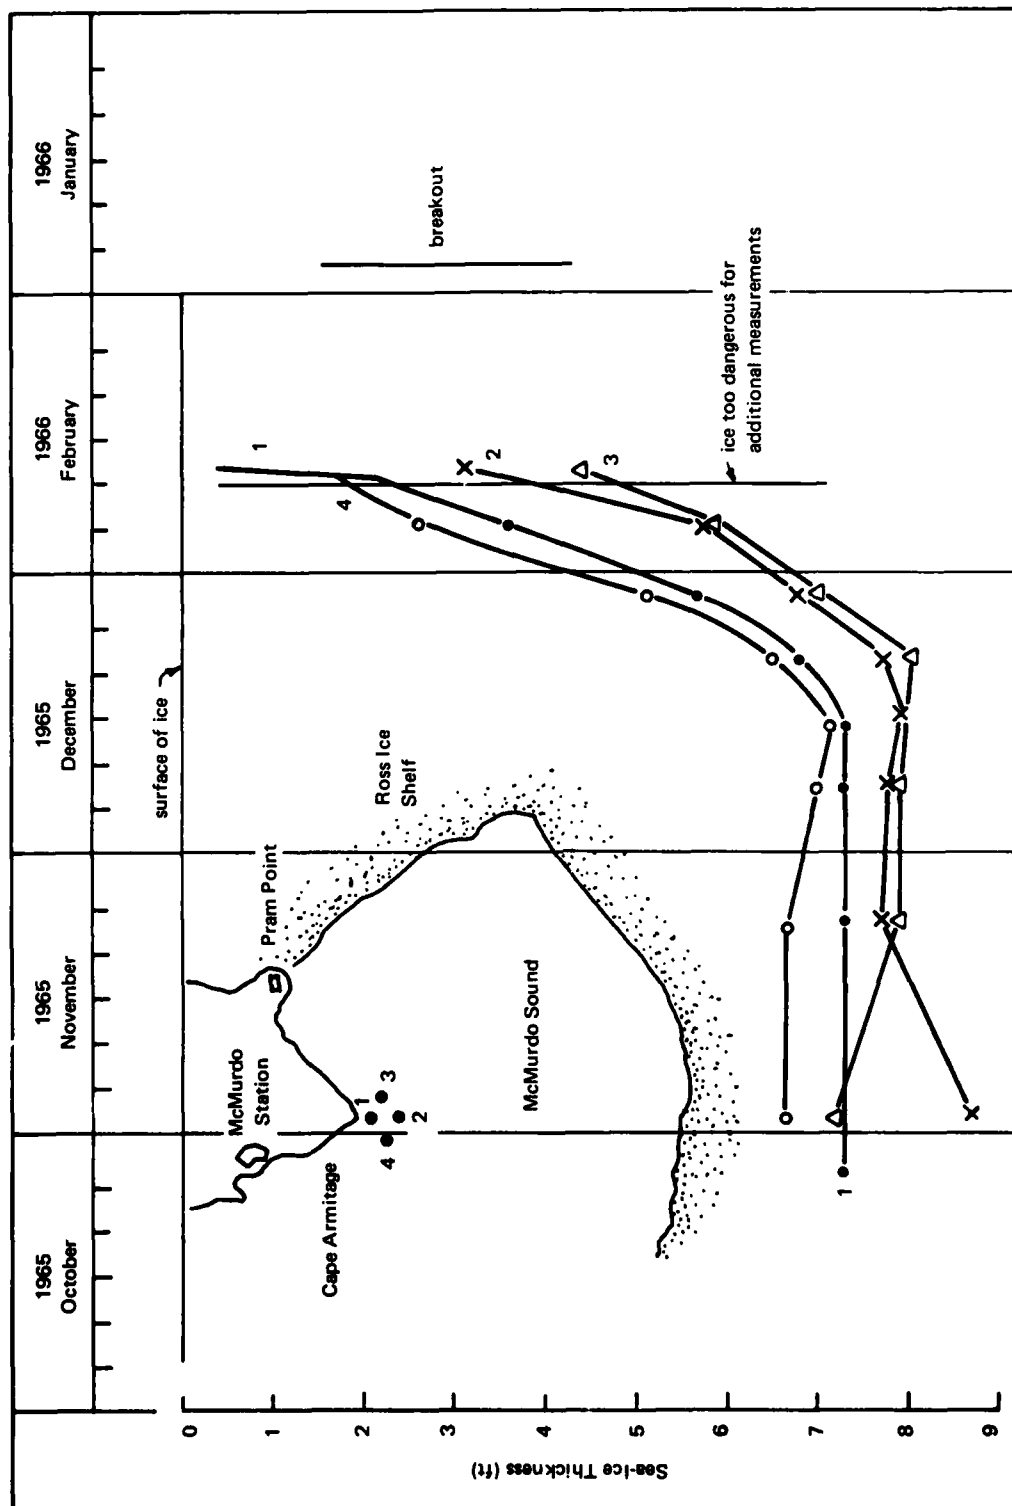 1965
October
1965
November
1965
December
1966
February
1966
January
surface of ice
McMurdo
Station
Pram Point
Ross Ice
Shelf
Cape Armitage
1
3
4
2
McMurdo Sound
1
4
1
2
3
breakout
ice too dangerous for
additional measurements
Sea-Ice Thickness (ft)
0
1
2
3
4
5
6
7
8
9